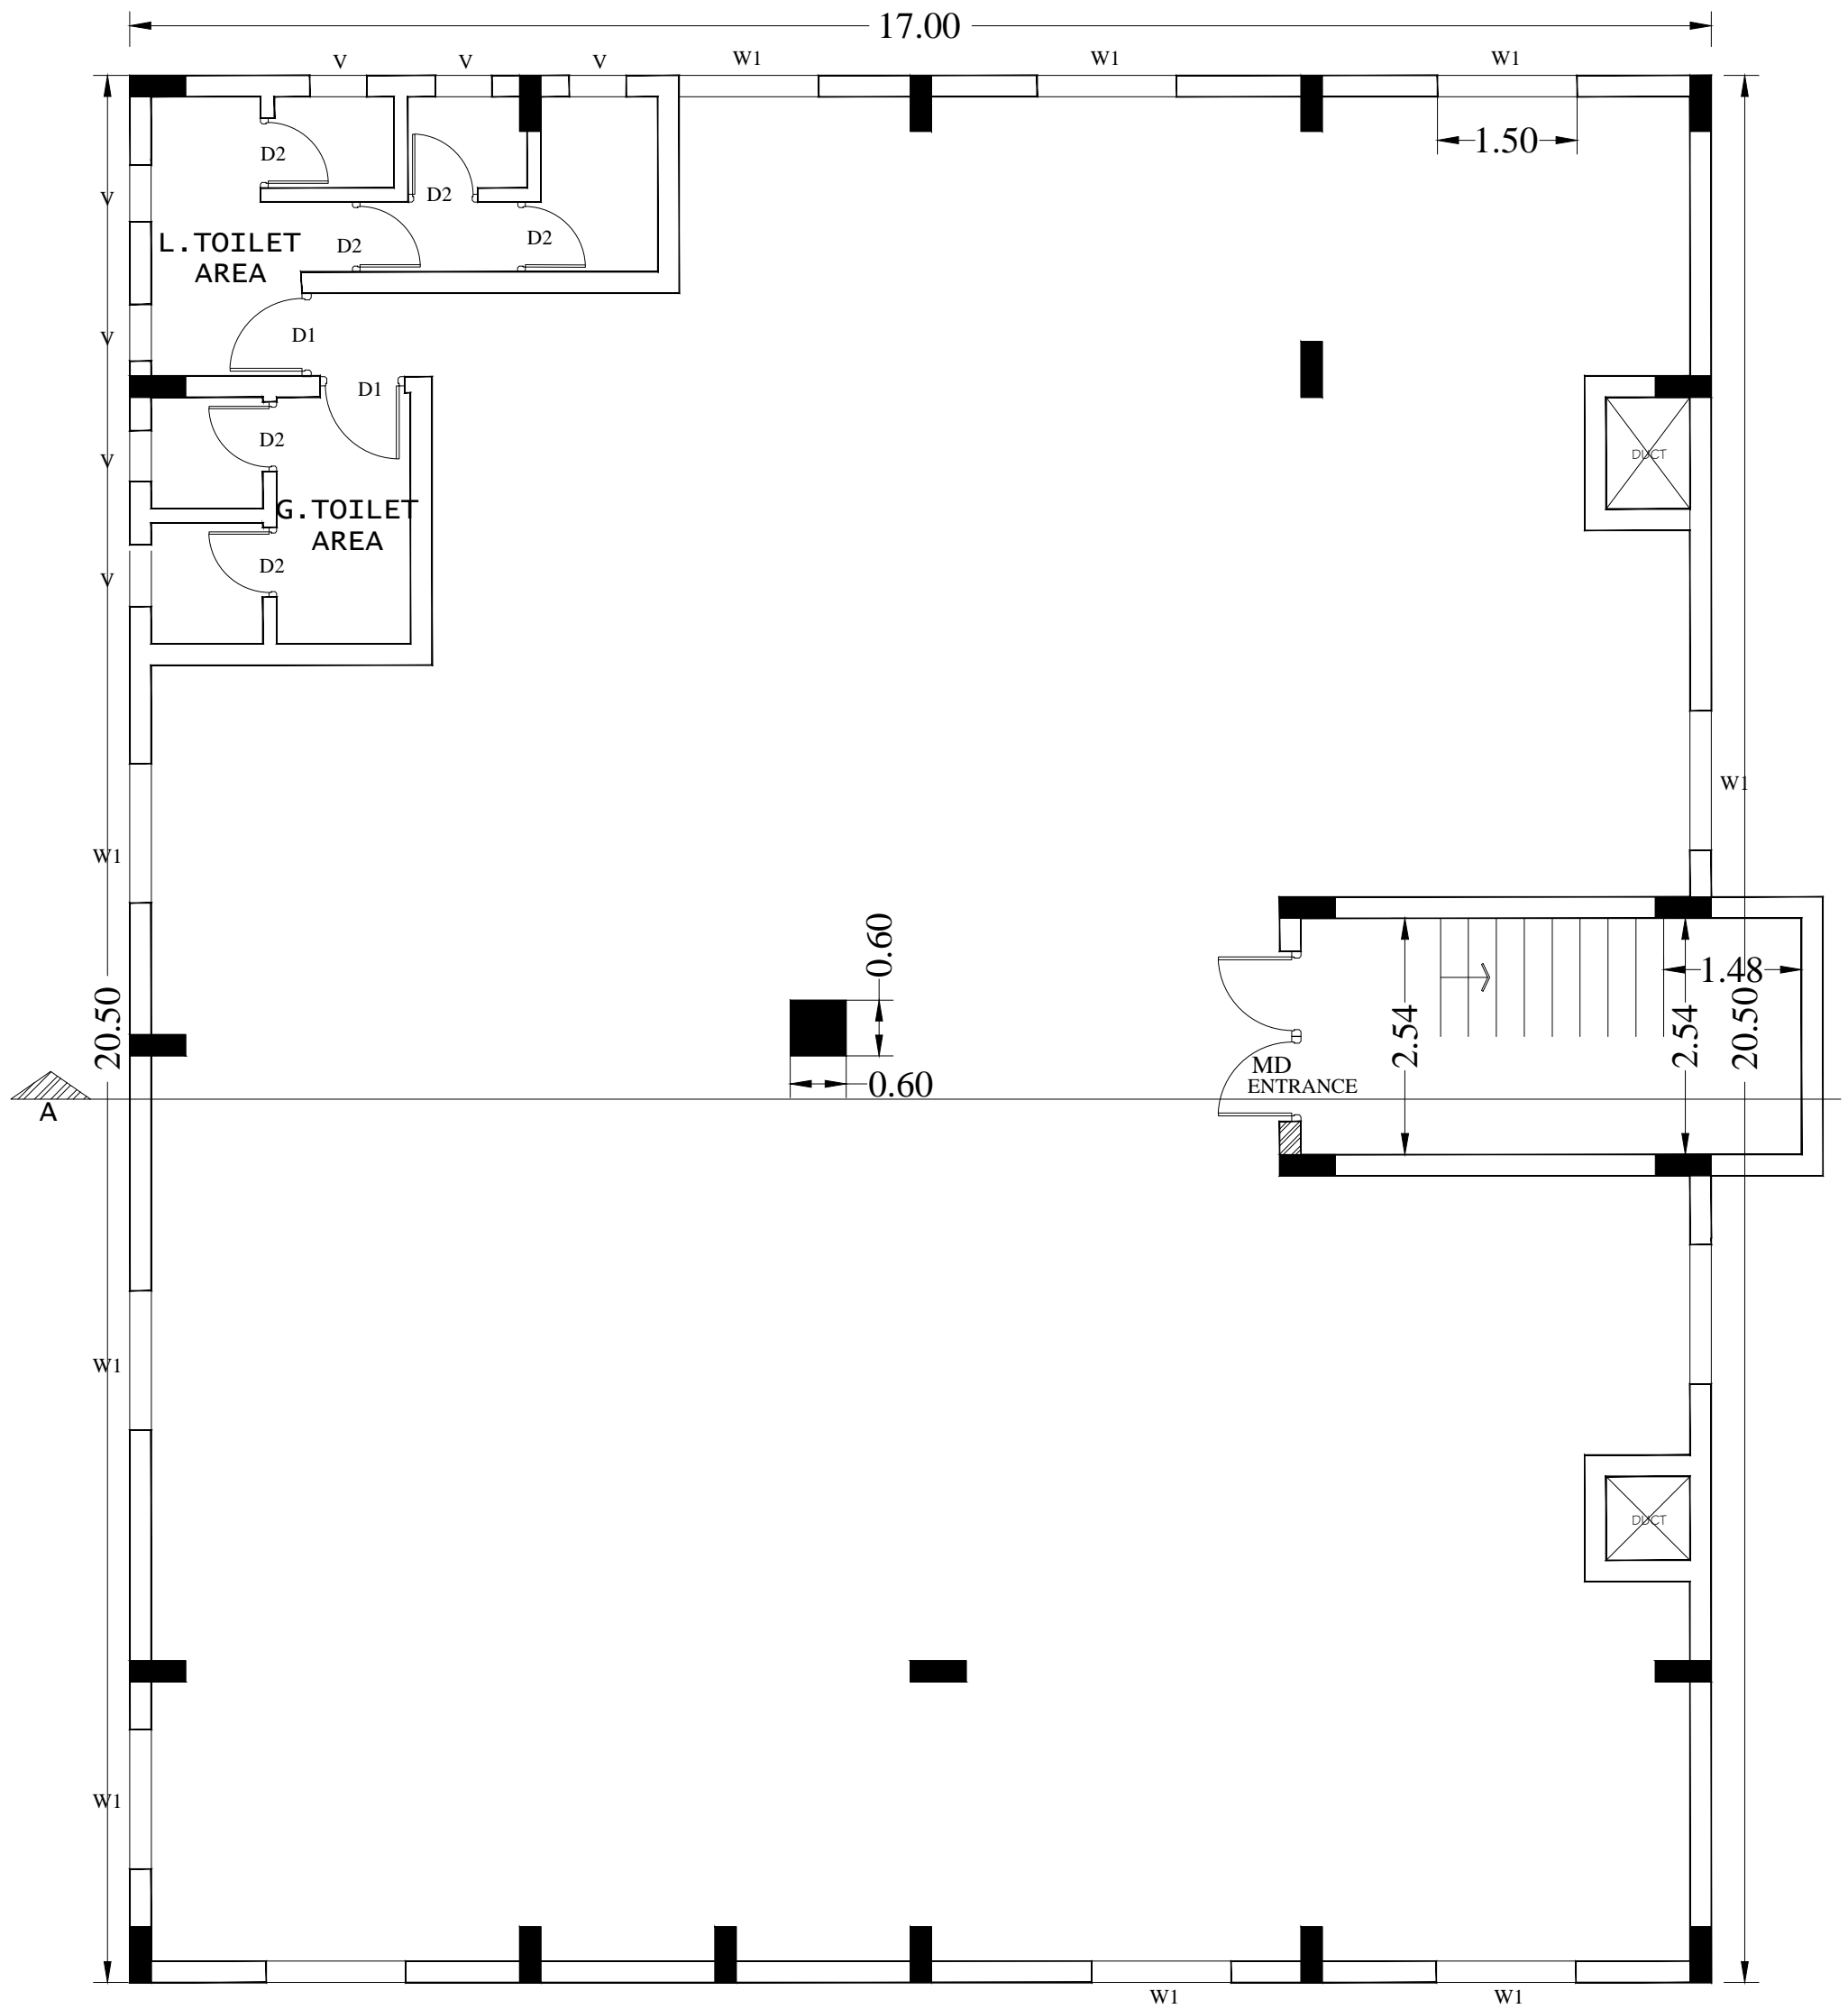 17.00
V
V
V
W1
W1
W1
1.50
D2
D2
V
D2
D2
L.TOILET
AREA
V
D1
D1
D2
V
DUCT
G.TOILET
AREA
D2
V
W1
W1
0.60
1.48
20.50
2.54
2.54
20.50
MD
ENTRANCE
0.60
A
W1
DUCT
W1
W1
W1